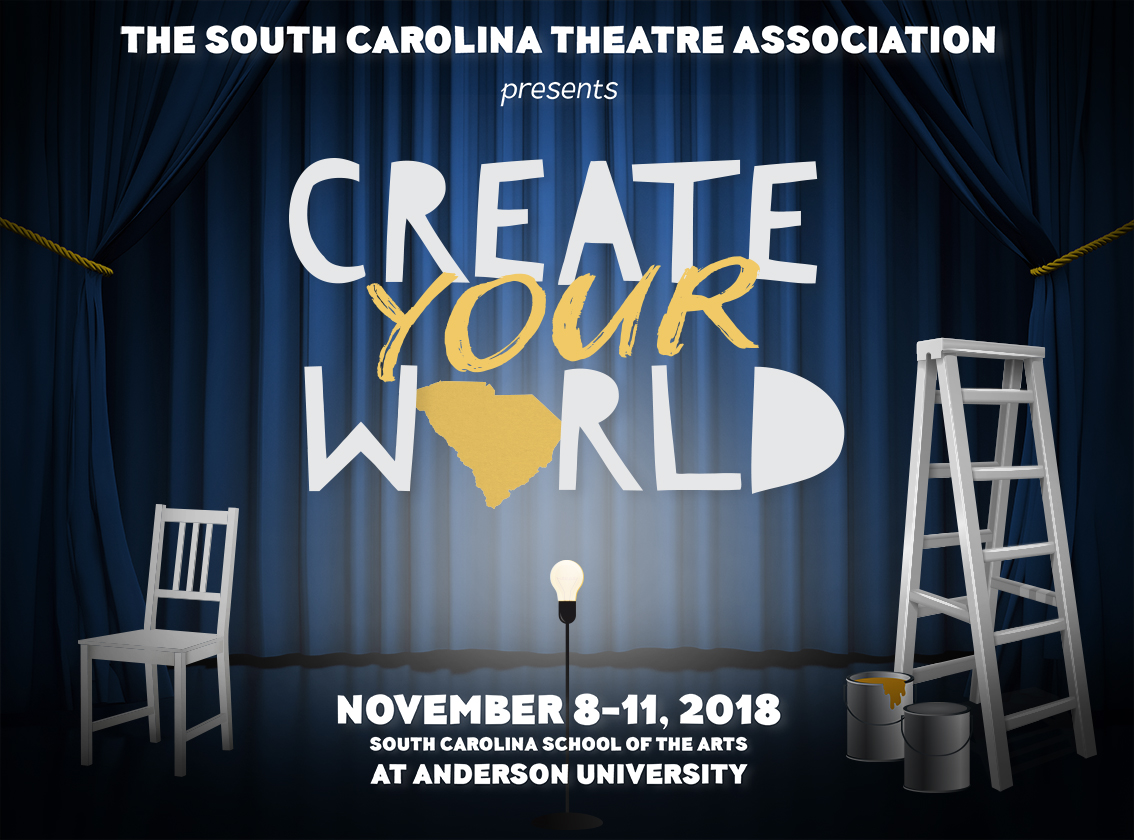 THE SOUTH CAROLINA THEATRE ASSOCIATION
presents
CREATE
YOUR
WORLD
NOVEMBER 8-11, 2018
SOUTH CAROLINA SCHOOL OF THE ARTS
AT ANDERSON UNIVERSITY